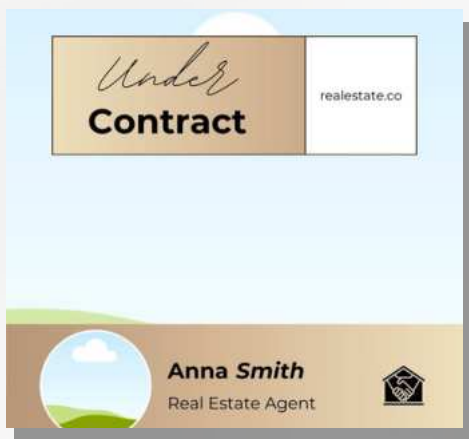 Under
Contract
realestate.co
Anna Smith
Real Estate Agent